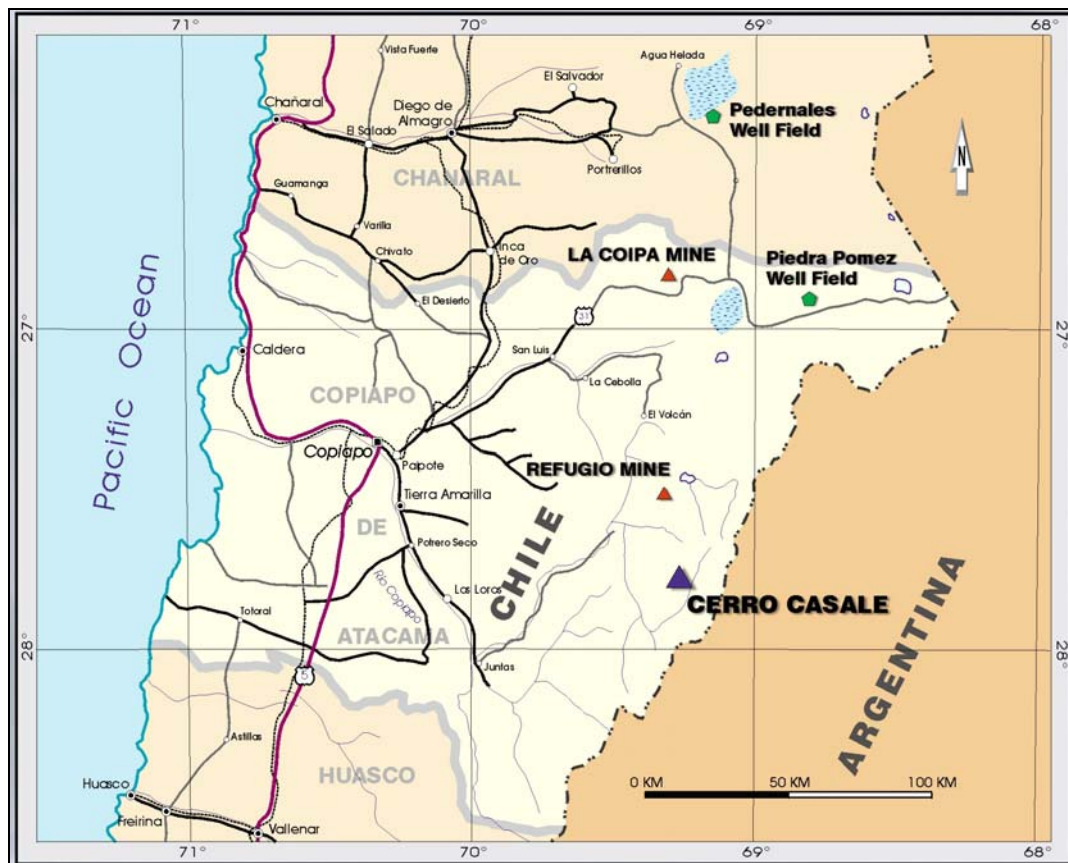 71°
70°
69°
68°
Vista Fuerte
Agua Helada
El Salvador
Chañaral
Diego de
Almagro
Pedernales
Well Field
El Salado
N
Portrerillos
CHANARAL
Guamanga
Varilla
Inca
de Oro
Chivato
LA COIPA MINE
Piedra Pomez
Well Field
El Desierto
Pacific Ocean
31
27°
27°
Caldera
San Luis
La Cebolla
COPIAPO
El Volcán
Copiapo
Paipote
REFUGIO MINE
Tierra Amarilla
DE
CHILE
Potrero Seco
Rio Copiapo
Las Loros
CERRO CASALE
Totoral
ATACAMA
ARGENTINA
28°
28°
Juntas
5
Astillas
HUASCO
Huasco
0 KM
50 KM
100 KM
Freirina
Vallenar
71°
70°
69°
68°